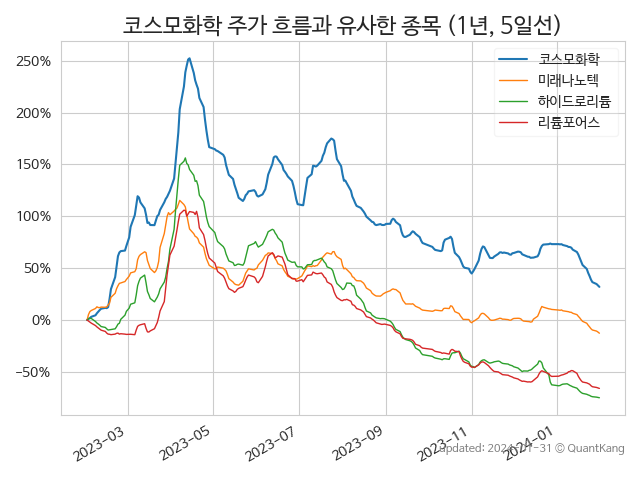 코스모화학 주가 흐름과 유사한 종목 (1년, 5일선)
코스모화학
미래나노텍
하이드로리튬
리튬포어스
250%
200%
150%
100%
50%
0%
−50%
2023-03
2023-05
2023-07
2023-09
2023-11
2024-01
updated: 2024-01-31 © QuantKang